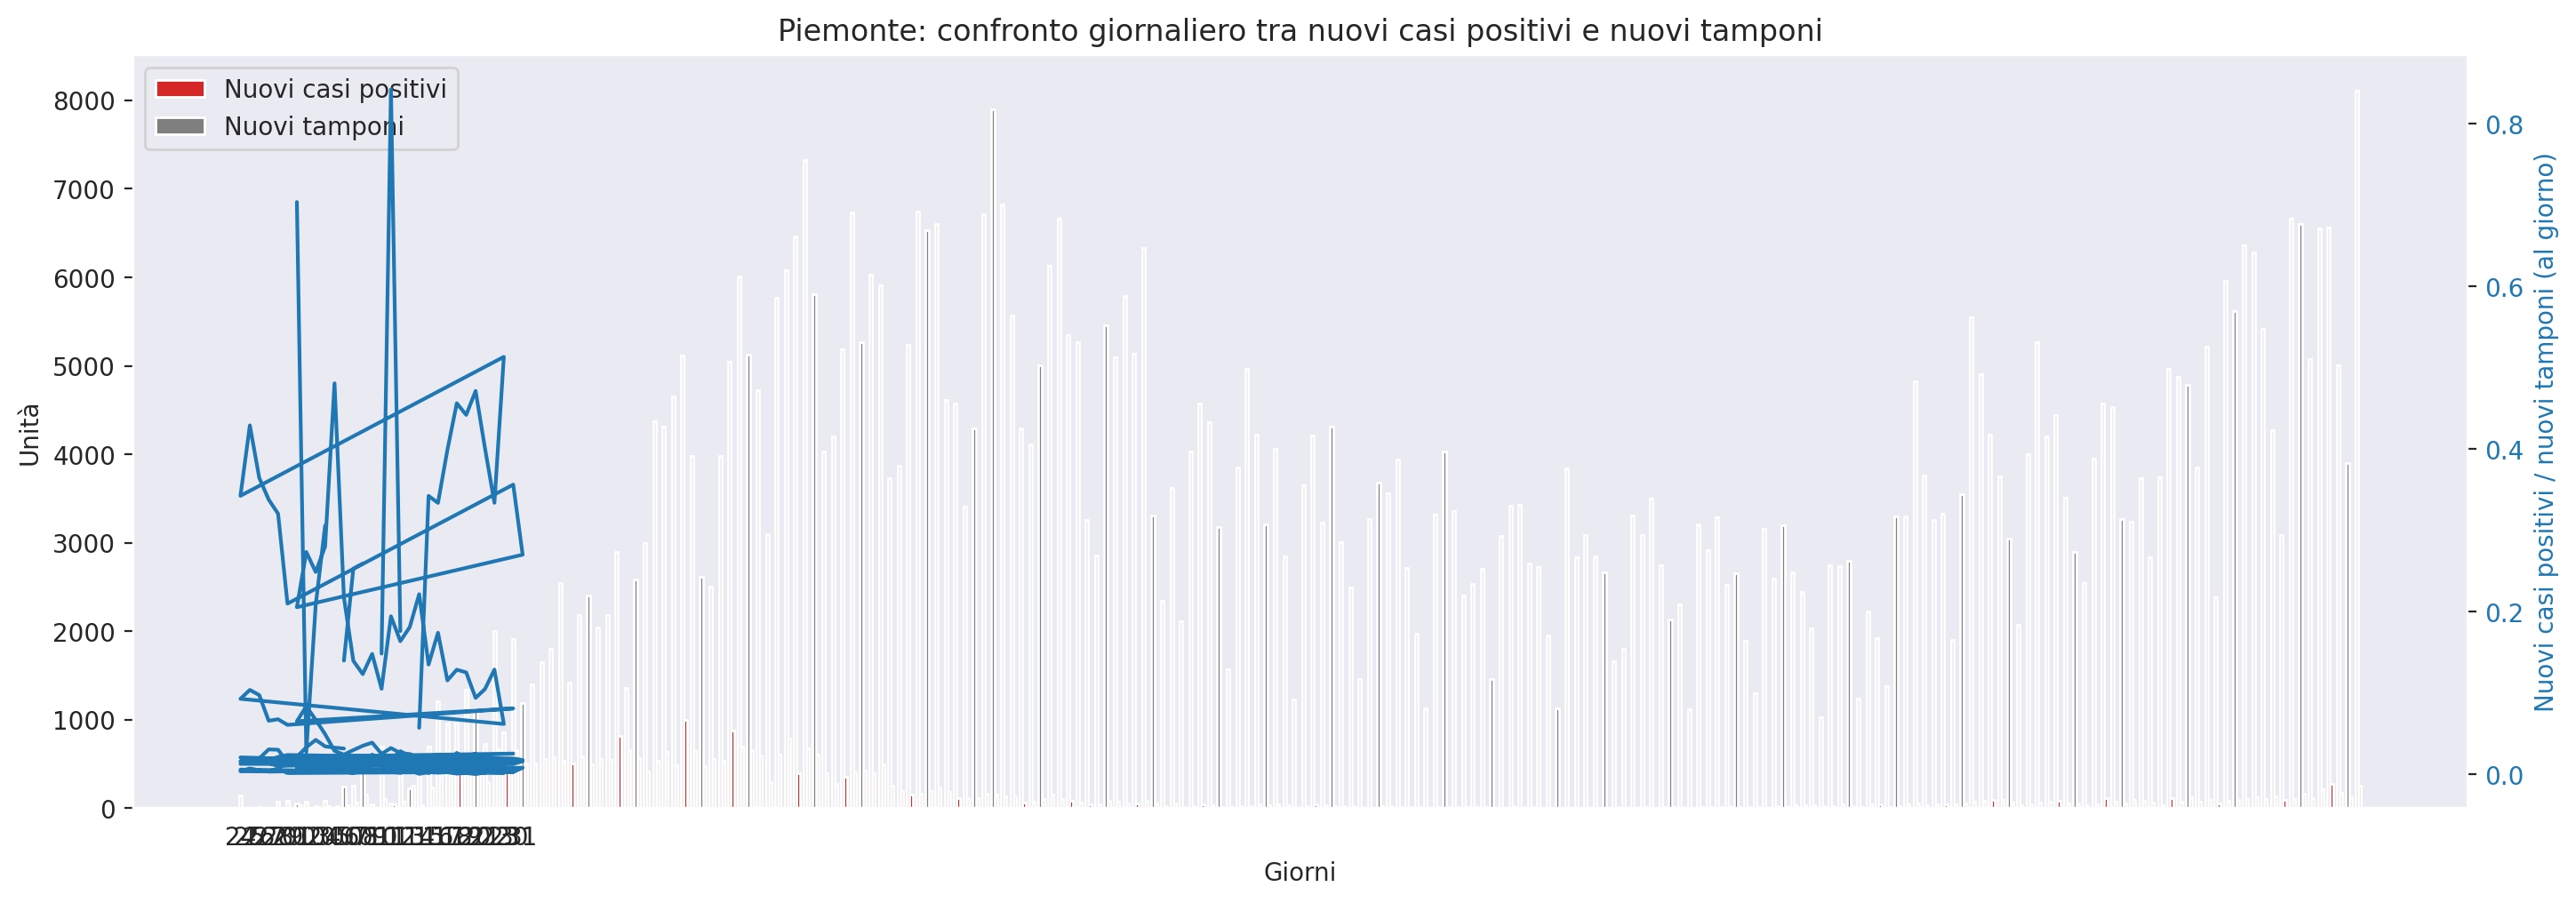 Piemonte: confronto giornaliero tra nuovi casi positivi e nuovi tamponi
Nuovi casi positivi
Nuovi tamponi
8000
7000
6000
5000
4000
3000
2000
1000
0
Unità
0.8
0.6
0.4
0.2
0.0
Nuovi casi positivi / nuovi tamponi (al giorno)
Giorni